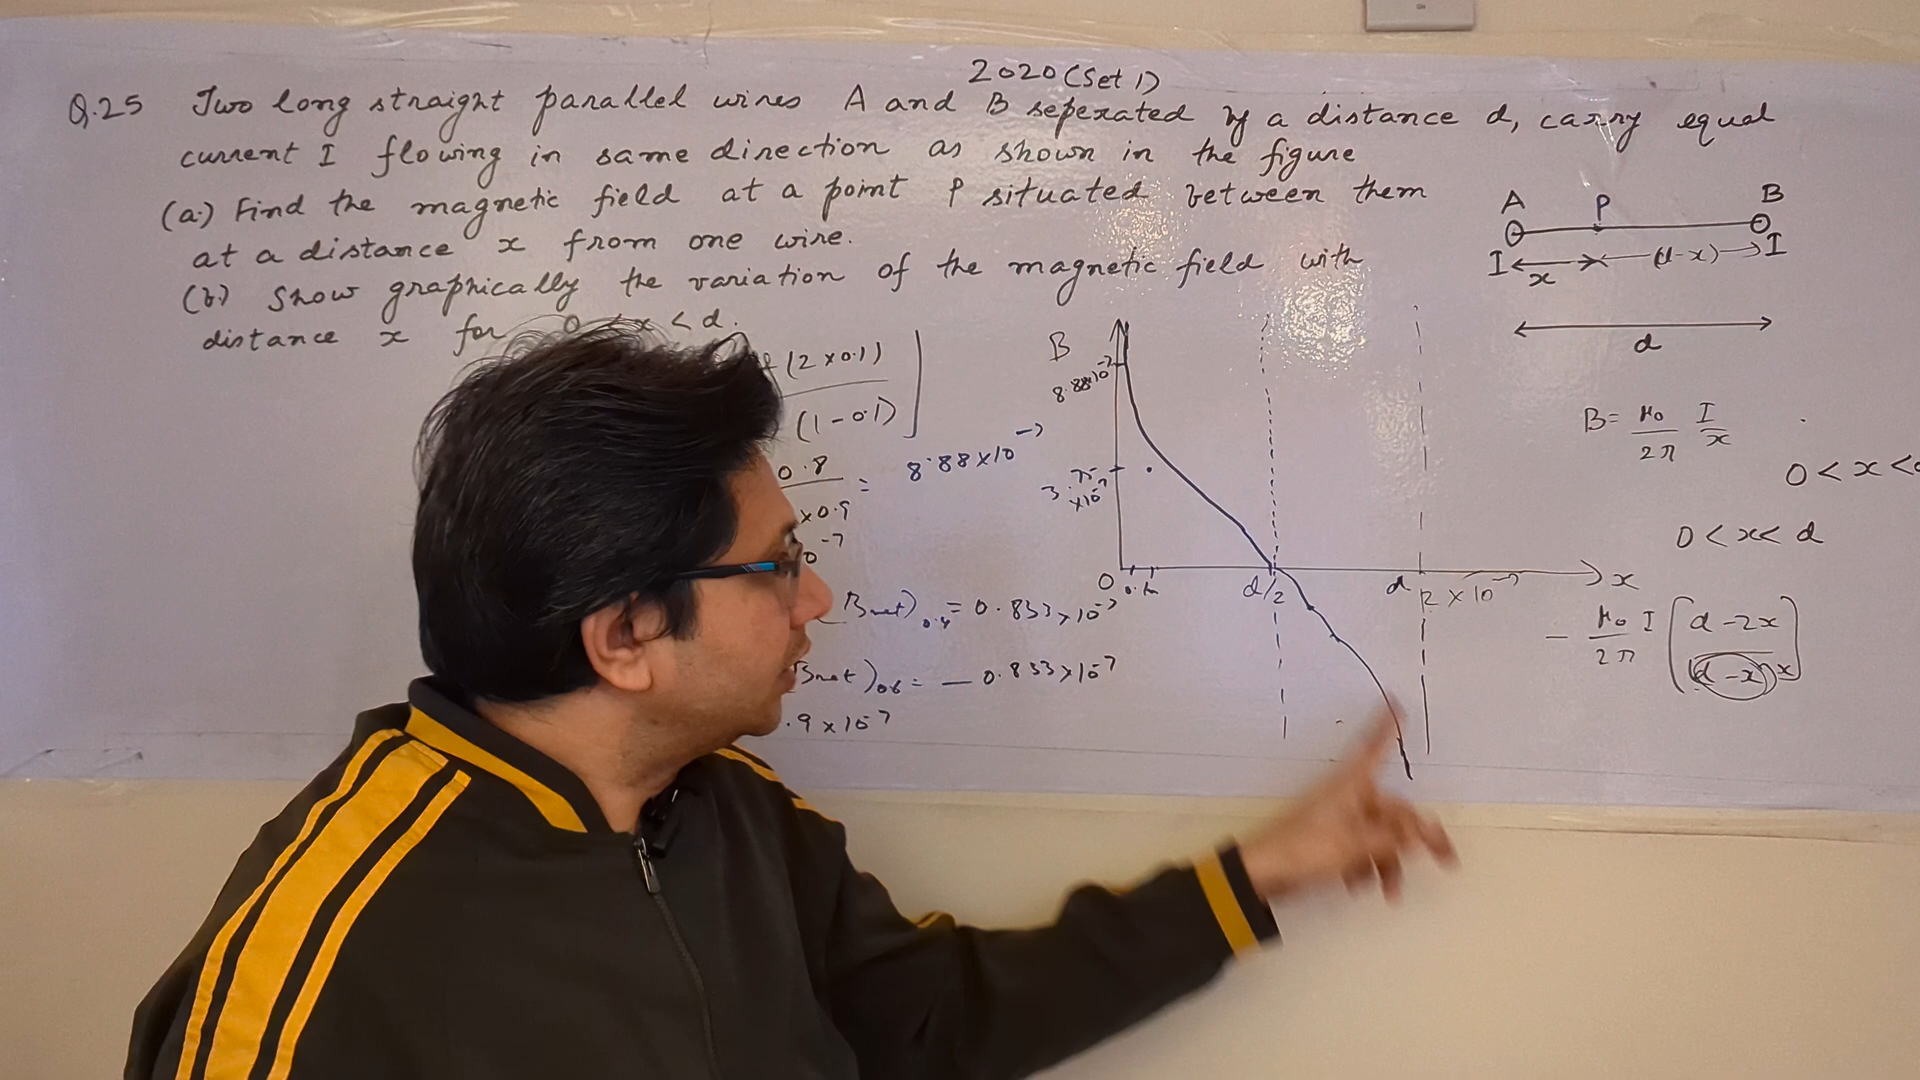 2020 (Set 1)
Q.25 Two long straight parallel wires A and B seperated by a distance d, carry equal
current I flowing in same direction as shown in the figure
(a.) Find the magnetic field at a point P situated between them
at a distance x from one wire.
(b.) Show graphically the variation of the magnetic field with
distance x for 0 < x < d.
A P B
I x (d-x) I
d
(2×0.1)
(1-0.1)
0.8
×0.9
= 8.88×10⁻⁷
Bnet)0.4 = 0.833×10⁻⁷
Bnet)0.6 = - 0.833×10⁻⁷
.9×10⁻⁷
B
8.88×10⁻⁷
3.75
×10⁻⁷
0 d/2 d x
2×10⁻⁷
B = μ₀/2π I/x
0 < x <
0 < x < d
- μ₀/2π I [d-2x/(d-x)x]